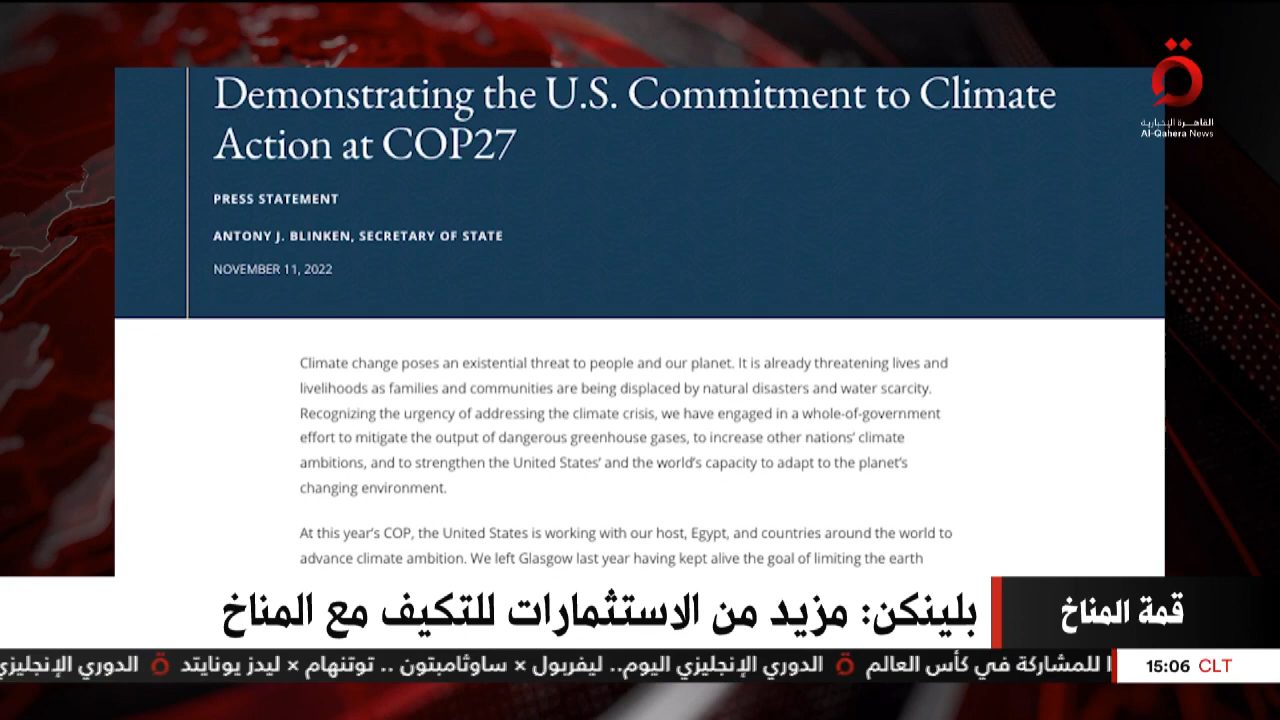 Demonstrating the U.S. Commitment to Climate
Action at COP27
القاهرة الإخبارية
Al-Qahera News
PRESS STATEMENT
ANTONY J. BLINKEN, SECRETARY OF STATE
NOVEMBER 11, 2022
Climate change poses an existential threat to people and our planet. It is already threatening lives and
livelihoods as families and communities are being displaced by natural disasters and water scarcity.
Recognizing the urgency of addressing the climate crisis, we have engaged in a whole-of-government
effort to mitigate the output of dangerous greenhouse gases, to increase other nations’ climate
ambitions, and to strengthen the United States’ and the world’s capacity to adapt to the planet’s
changing environment.
At this year’s COP, the United States is working with our host, Egypt, and countries around the world to
advance climate ambition. We left Glasgow last year having kept alive the goal of limiting the earth
قمة المناخ
بلينكن: مزيد من الاستثمارات للتكيف مع المناخ
15:06 CLT
للمشاركة في كأس العالم الدوري الإنجليزي اليوم.. ليفربول × ساوثامبتون .. توتنهام × ليدز يونايتد الدوري الإنجليزي